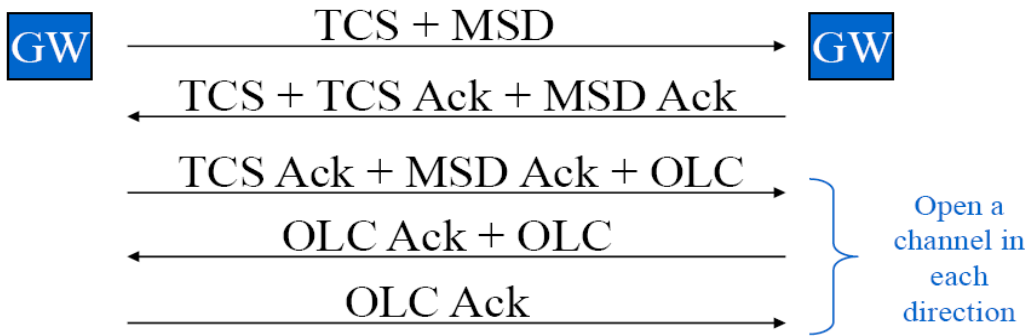 GW
TCS + MSD
GW
TCS + TCS Ack + MSD Ack
TCS Ack + MSD Ack + OLC
OLC Ack + OLC
OLC Ack
Open a
channel in
each
direction